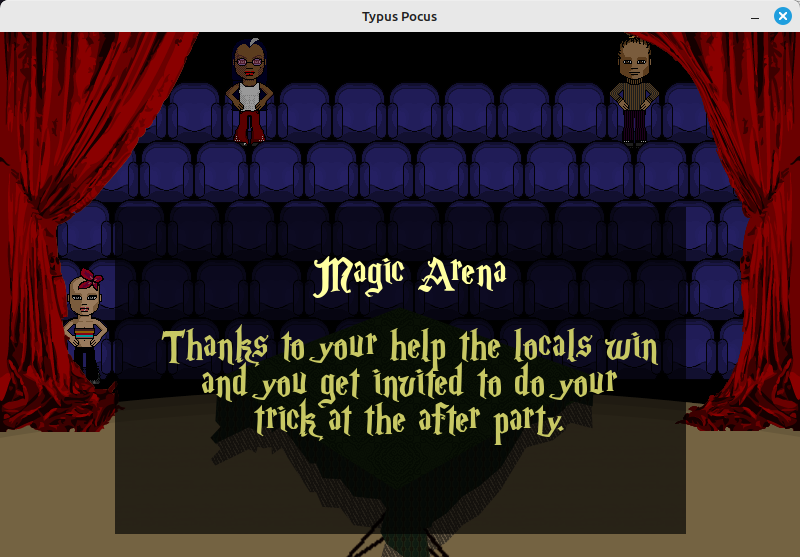 Typus Pocus
Magic Arena
Thanks to your help the locals win
and you get invited to do your
trick at the after party.